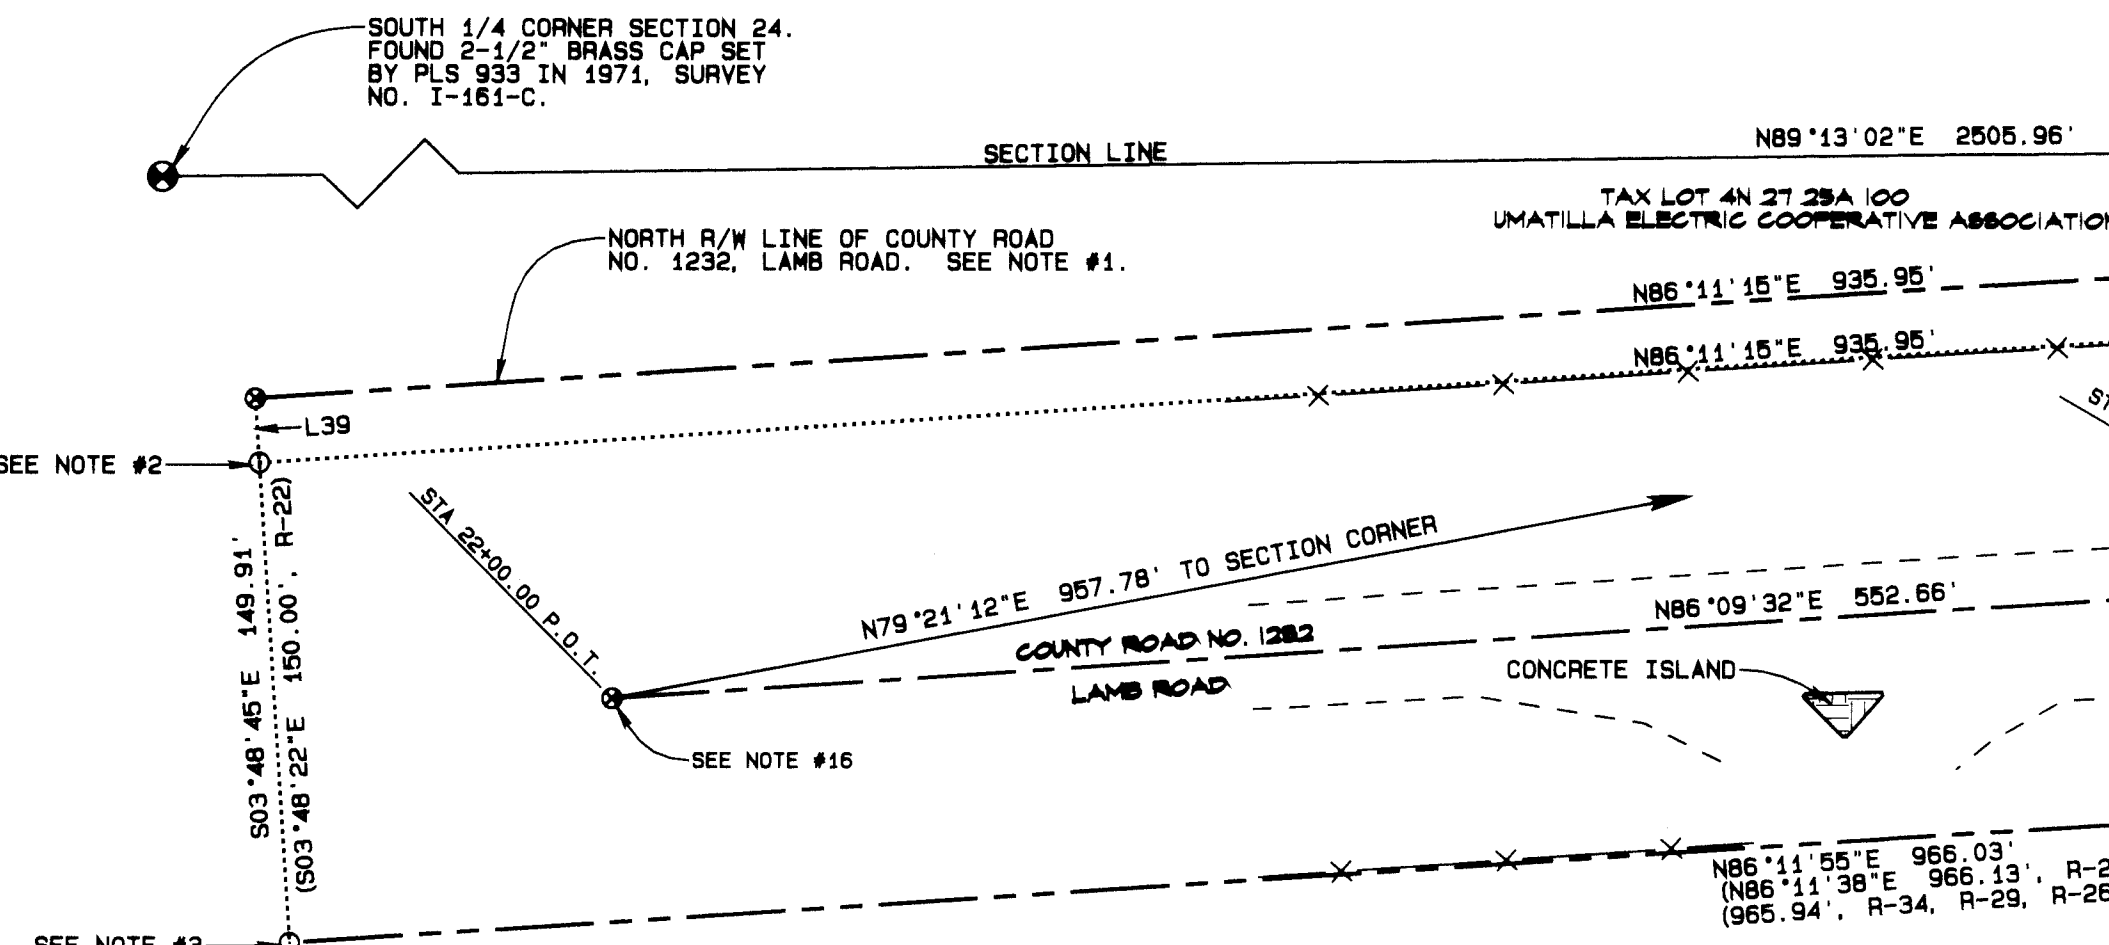 SOUTH 1/4 CORNER SECTION 24.
FOUND 2-1/2" BRASS CAP SET
BY PLS 933 IN 1971, SURVEY
NO. I-161-C.
N89°13'02"E 2505.96'
SECTION LINE
TAX LOT 4N 27 25A 100
UMATILLA ELECTRIC COOPERATIVE ASSOCIATION
NORTH R/W LINE OF COUNTY ROAD
NO. 1232, LAMB ROAD. SEE NOTE #1.
N86°11'15"E 935.95'
N86°11'15"E 935.95'
L39
SEE NOTE #2
STA 22+00.00 P.O.T.
N79°21'12"E 957.78' TO SECTION CORNER
S03°48'45"E 149.91'
(S03°48'22"E 150.00', R-22)
N86°09'32"E 552.66'
COUNTY ROAD NO. 1232
LAMB ROAD
CONCRETE ISLAND
SEE NOTE #16
N86°11'55"E 966.03'
(N86°11'38"E 966.13', R-2
(965.94', R-34, R-29, R-26
SEE NOTE #3